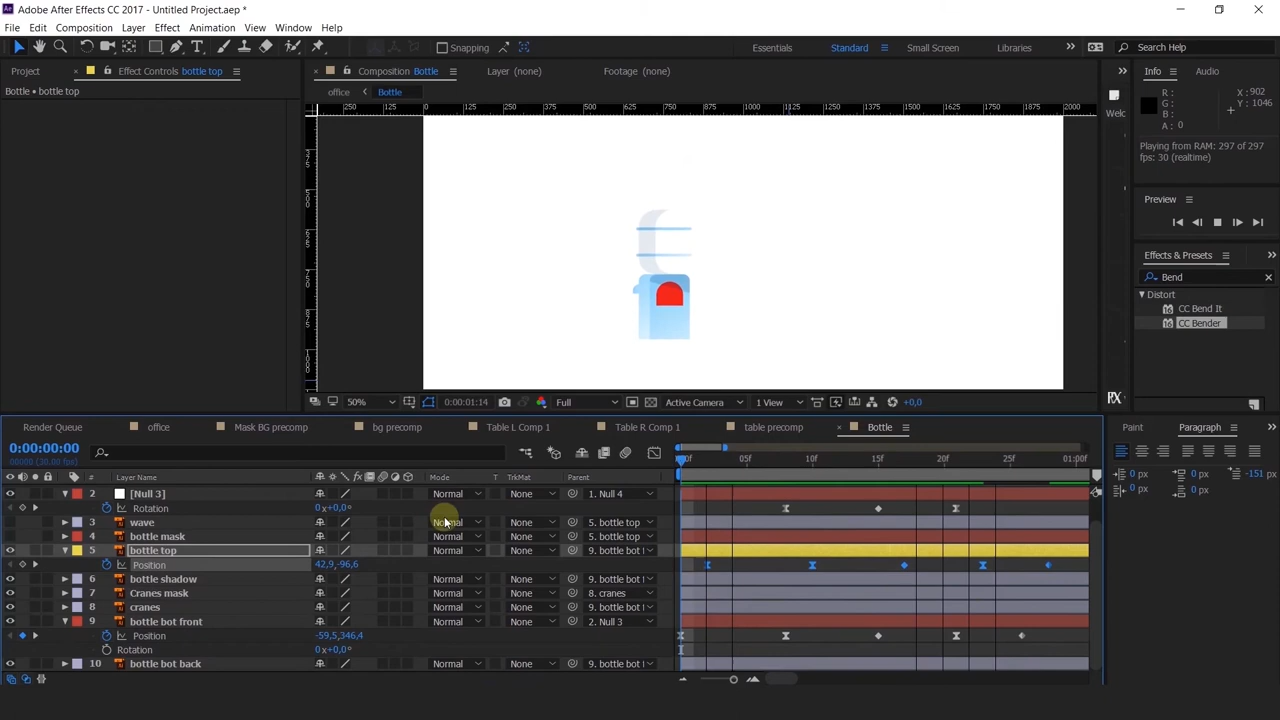 Adobe After Effects CC 2017 - Untitled Project.aep *
File Edit Composition Layer Effect Animation View Window Help
Snapping Essentials Standard Small Screen Libraries Search Help
Project Effect Controls bottle top Composition Bottle Layer (none) Footage (none) Info Audio
Bottle • bottle top office Bottle
250 125 0 125 250 375 500 625 750 875 1000 1125 1250 1375 1500 1625 1750 1875 2000
R: G: B: A: 0
X: 902
Y: 1046
Welc
Playing from RAM: 297 of 297
fps: 30 (realtime)
Preview
Effects & Presets
Bend
Distort
CC Bend It
CC Bender
50% 0:00:01:14 Full Active Camera 1 View +0,0
Render Queue office Mask BG precomp bg precomp Table L Comp 1 Table R Comp 1 table precomp Bottle Paint Paragraph
0:00:00:00
00000 (30.00 fps)
05f 10f 15f 20f 25f 01:00f
# Layer Name Mode T TrkMat Parent
0 px 0 px -151
0 px 0 px
2 [Null 3] Normal None 1. Null 4
Rotation 0x+0,0°
3 wave Normal None 5. bottle top
4 bottle mask Normal None 5. bottle top
5 bottle top Normal None 9. bottle bot
Position 42,9,-96,6
6 bottle shadow Normal None 9. bottle bot
7 Cranes mask Normal None 8. cranes
8 cranes Normal None 9. bottle bot
9 bottle bot front Normal None 2. Null 3
Position -59,5,346,4
Rotation 0x+0,0°
10 bottle bot back Normal None 9. bottle bot